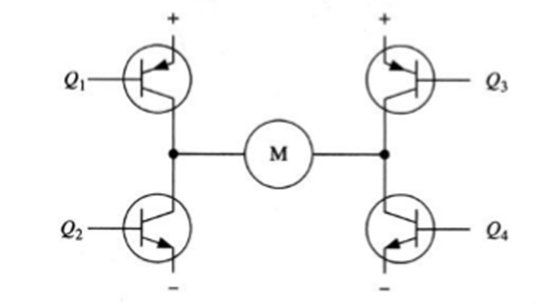 + +
Q1 Q3
M
Q2 Q4
− −